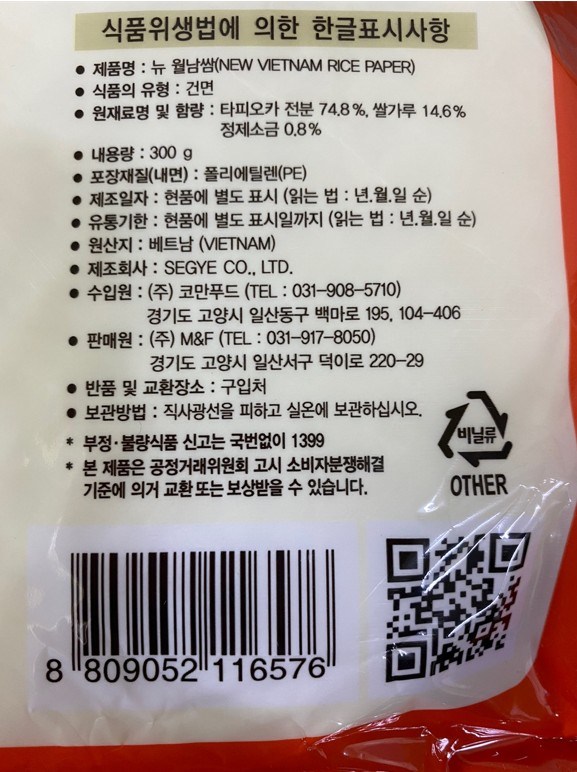 식품위생법에 의한 한글표시사항
● 제품명 : 뉴 월남쌈(NEW VIETNAM RICE PAPER)
● 식품의 유형 : 건면
● 원재료명 및 함량 : 타피오카 전분 74.8%, 쌀가루 14.6%
정제소금 0.8%
● 내용량 : 300 g
● 포장재질(내면) : 폴리에틸렌(PE)
● 제조일자 : 현품에 별도 표시 (읽는 법 : 년.월.일 순)
● 유통기한 : 현품에 별도 표시일까지 (읽는 법 : 년.월.일 순)
● 원산지 : 베트남 (VIETNAM)
● 제조회사 : SEGYE CO., LTD.
● 수입원 : (주) 코만푸드 (TEL : 031-908-5710)
경기도 고양시 일산동구 백마로 195, 104-406
● 판매원 : (주) M&F (TEL : 031-917-8050)
경기도 고양시 일산서구 덕이로 220-29
● 반품 및 교환장소 : 구입처
● 보관방법 : 직사광선을 피하고 실온에 보관하십시오.
* 부정·불량식품 신고는 국번없이 1399
* 본 제품은 공정거래위원회 고시 소비자분쟁해결
기준에 의거 교환 또는 보상받을 수 있습니다.
비닐류
OTHER
8 809052 116576